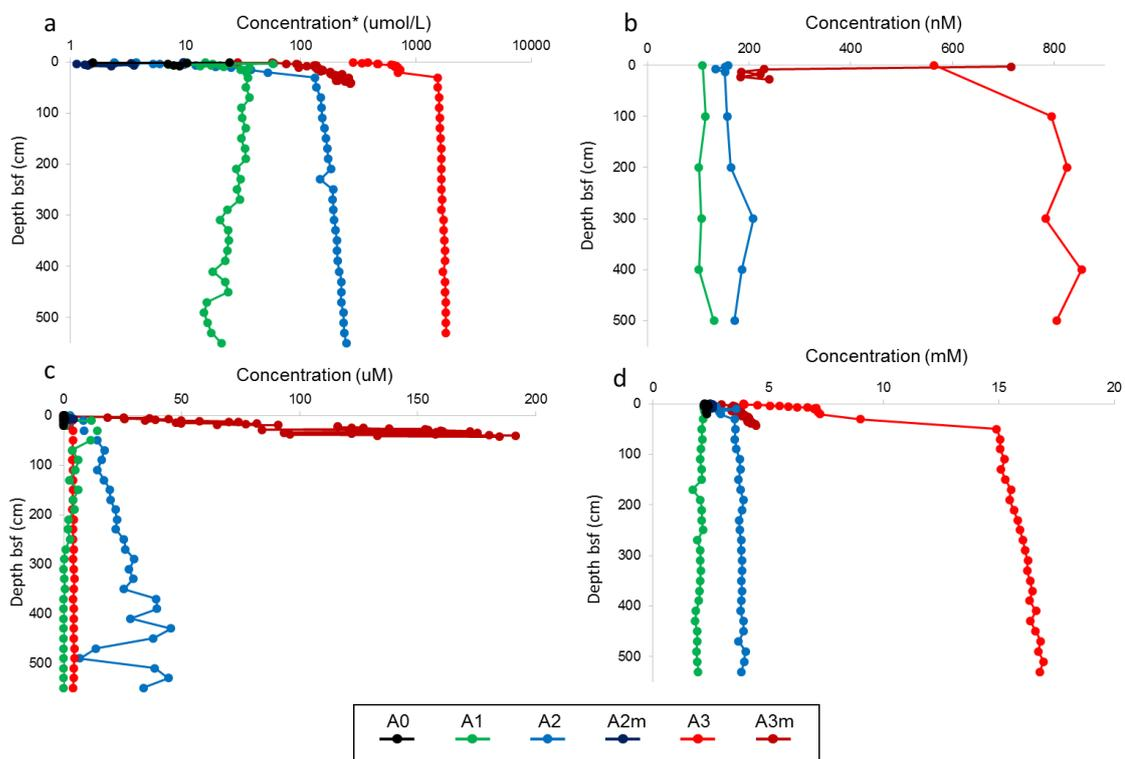 a
Concentration* (umol/L)
1 10 100 1000 10000
Depth bsf (cm)
0
100
200
300
400
500
b
Concentration (nM)
0 200 400 600 800
Depth bsf (cm)
0
100
200
300
400
500
c
Concentration (uM)
0 50 100 150 200
Depth bsf (cm)
0
100
200
300
400
500
d
Concentration (mM)
0 5 10 15 20
Depth bsf (cm)
0
100
200
300
400
500
A0 A1 A2 A2m A3 A3m